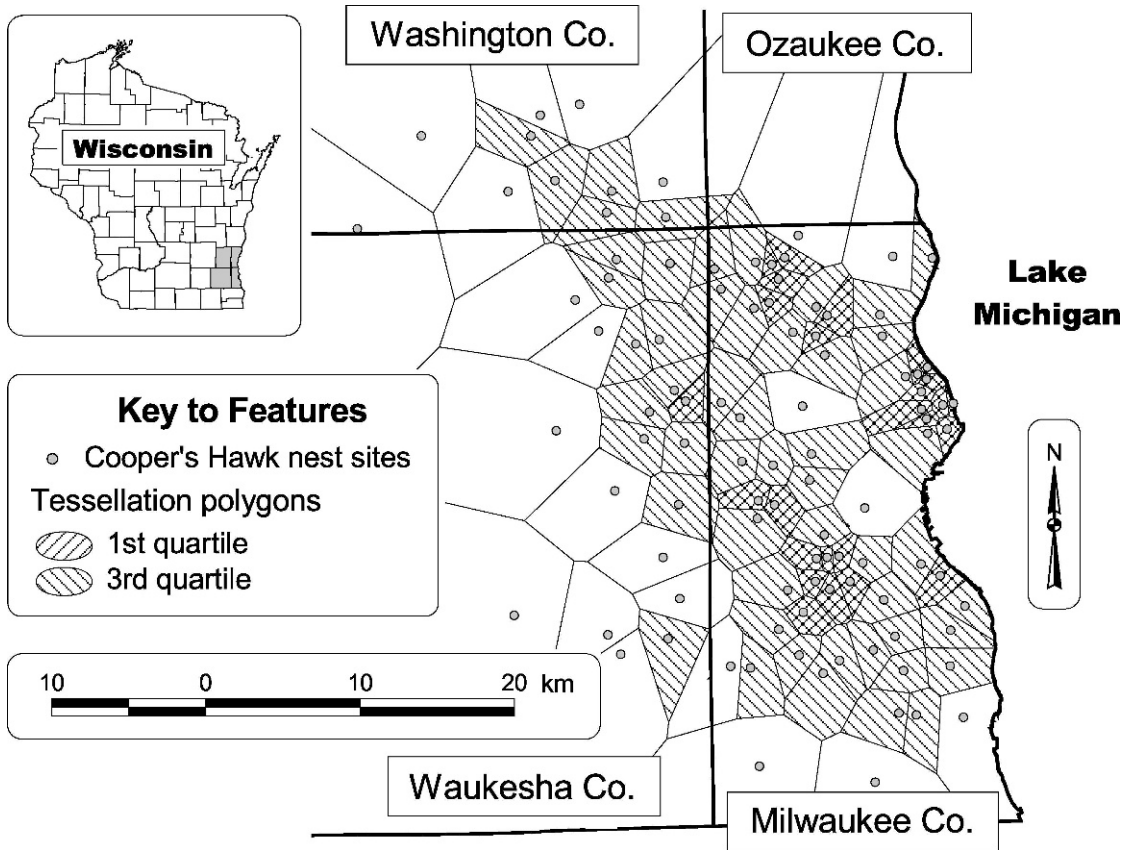 Washington Co.
Ozaukee Co.
Wisconsin
Lake
Michigan
Key to Features
Cooper's Hawk nest sites
Tessellation polygons
1st quartile
3rd quartile
N
10 0 10 20 km
Waukesha Co.
Milwaukee Co.